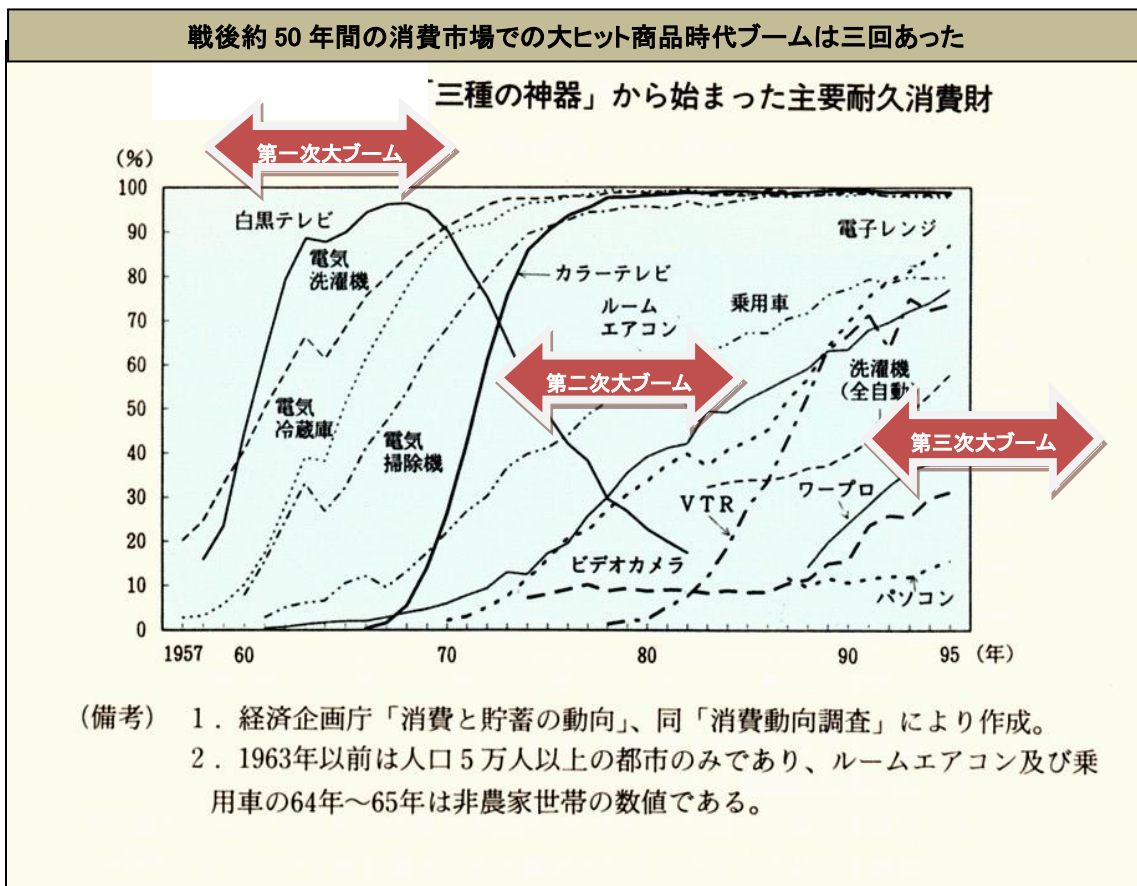 戦後約50年間の消費市場での大ヒット商品時代ブームは三回あった
「三種の神器」から始まった主要耐久消費財
第一次大ブーム
(%)
100
90
80
70
60
50
40
30
20
10
0
白黒テレビ
電気
洗濯機
電気
冷蔵庫
電気
掃除機
カラーテレビ
ルーム
エアコン
乗用車
電子レンジ
第二次大ブーム
洗濯機
(全自動
第三次大ブーム
VTR
ワープロ
ビデオカメラ
パソコン
1957 60 70 80 90 95 (年)
(備考) 1.経済企画庁「消費と貯蓄の動向」、同「消費動向調査」により作成。
2.1963年以前は人口5万人以上の都市のみであり、ルームエアコン及び乗
用車の64年~65年は非農家世帯の数値である。